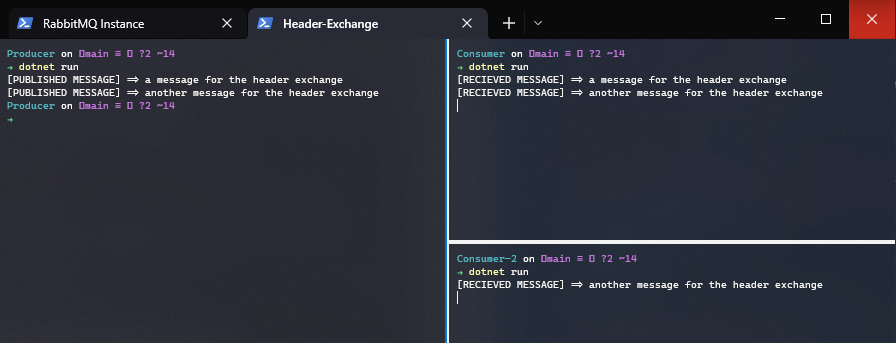 RabbitMQ Instance
Header-Exchange
Producer on main ≡ ?2 ~14
→ dotnet run
[PUBLISHED MESSAGE] ⇒ a message for the header exchange
[PUBLISHED MESSAGE] ⇒ another message for the header exchange
Producer on main ≡ ?2 ~14
→
Consumer on main ≡ ?2 ~14
→ dotnet run
[RECIEVED MESSAGE] ⇒ a message for the header exchange
[RECIEVED MESSAGE] ⇒ another message for the header exchange
Consumer-2 on main ≡ ?2 ~14
→ dotnet run
[RECIEVED MESSAGE] ⇒ another message for the header exchange